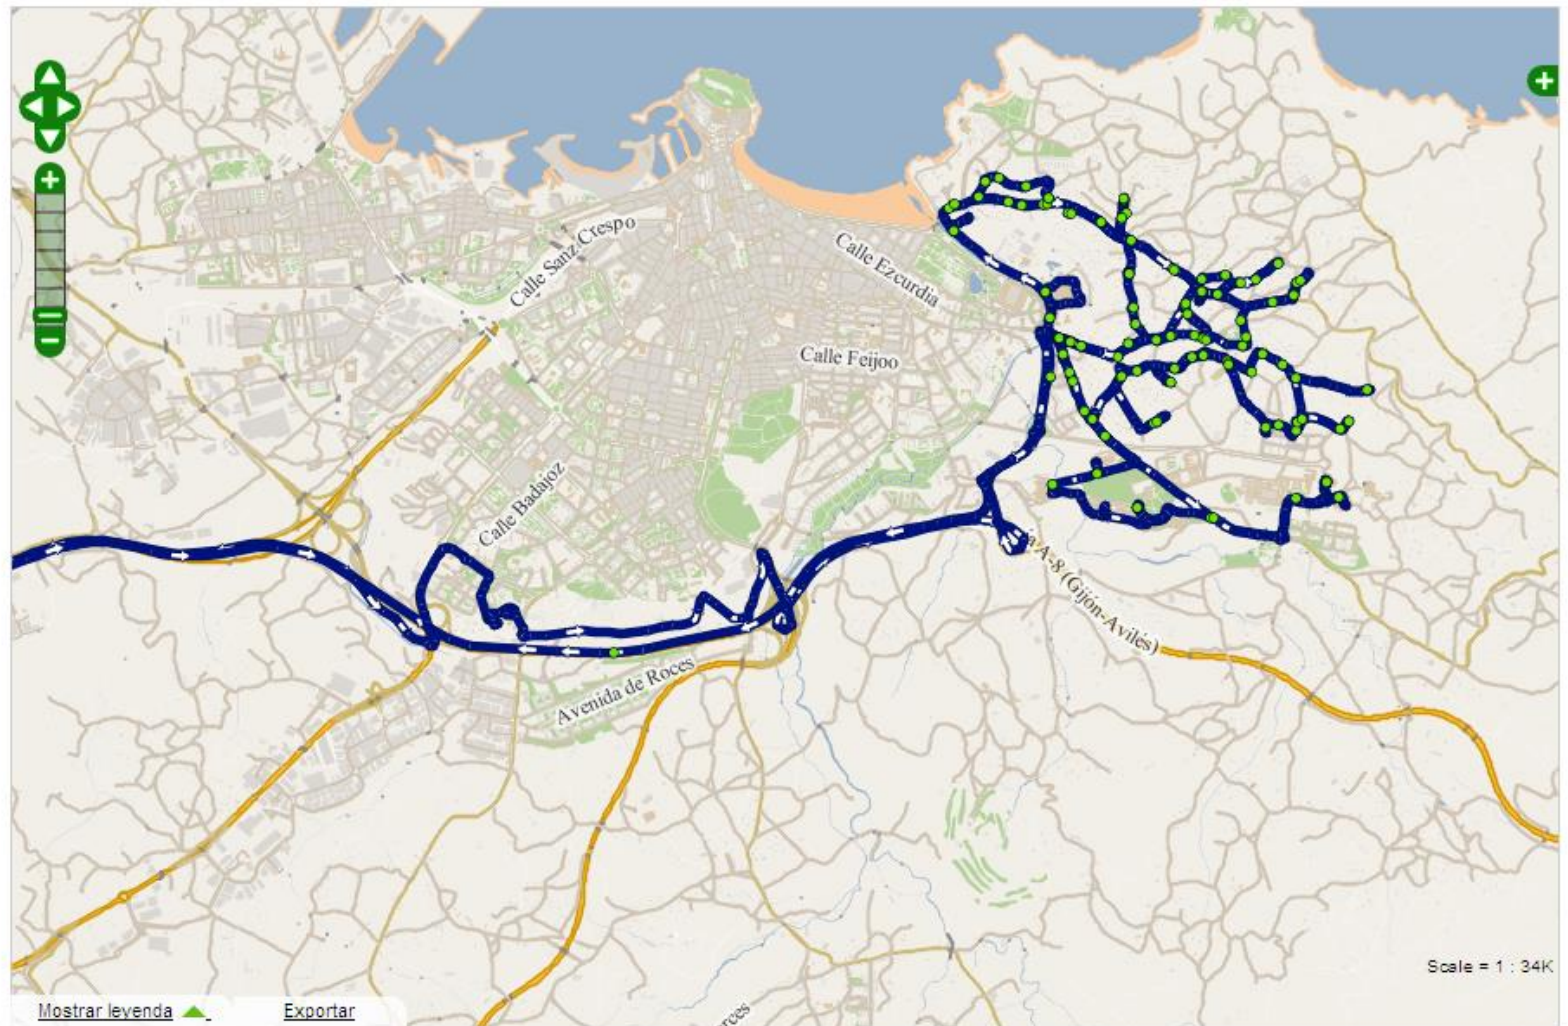 Calle Sanz Crespo
Calle Ezcurdia
Calle Feijoo
Calle Badajoz
A-8 (Gijón-Avilés)
Avenida de Roces
Scale = 1 : 34K
Mostrar leyenda
Exportar